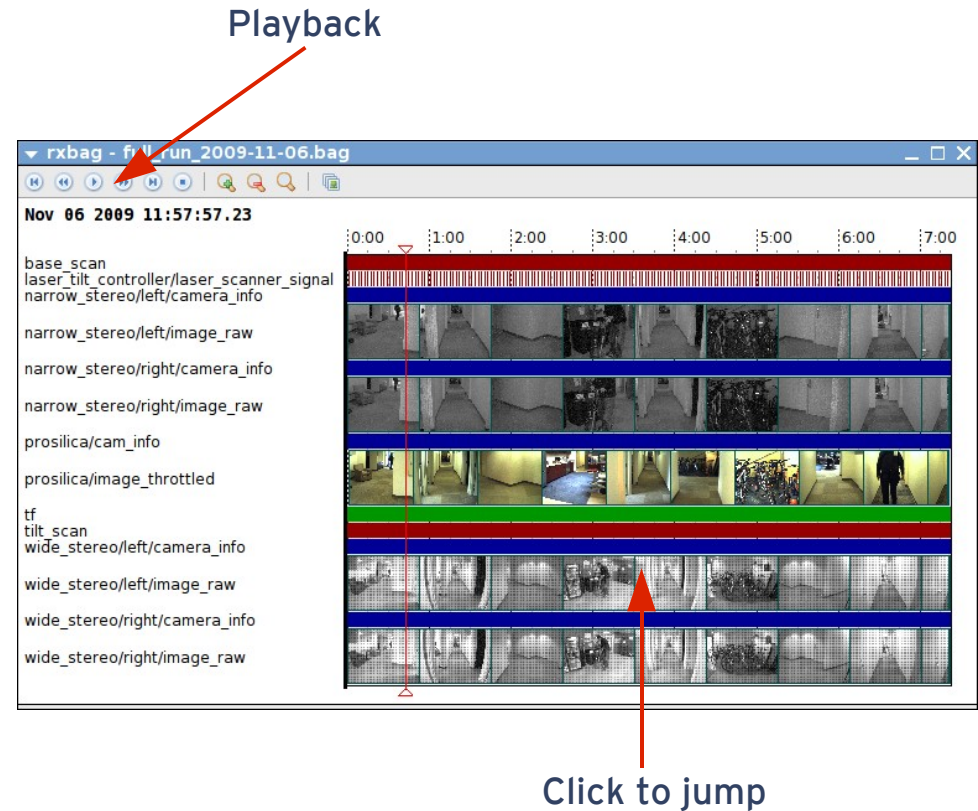 Playback
rxbag - full_run_2009-11-06.bag
Nov 06 2009 11:57:57.23
0:00 1:00 2:00 3:00 4:00 5:00 6:00 7:00
base_scan
laser_tilt_controller/laser_scanner_signal
narrow_stereo/left/camera_info
narrow_stereo/left/image_raw
narrow_stereo/right/camera_info
narrow_stereo/right/image_raw
prosilica/cam_info
prosilica/image_throttled
tf
tilt_scan
wide_stereo/left/camera_info
wide_stereo/left/image_raw
wide_stereo/right/camera_info
wide_stereo/right/image_raw
Click to jump